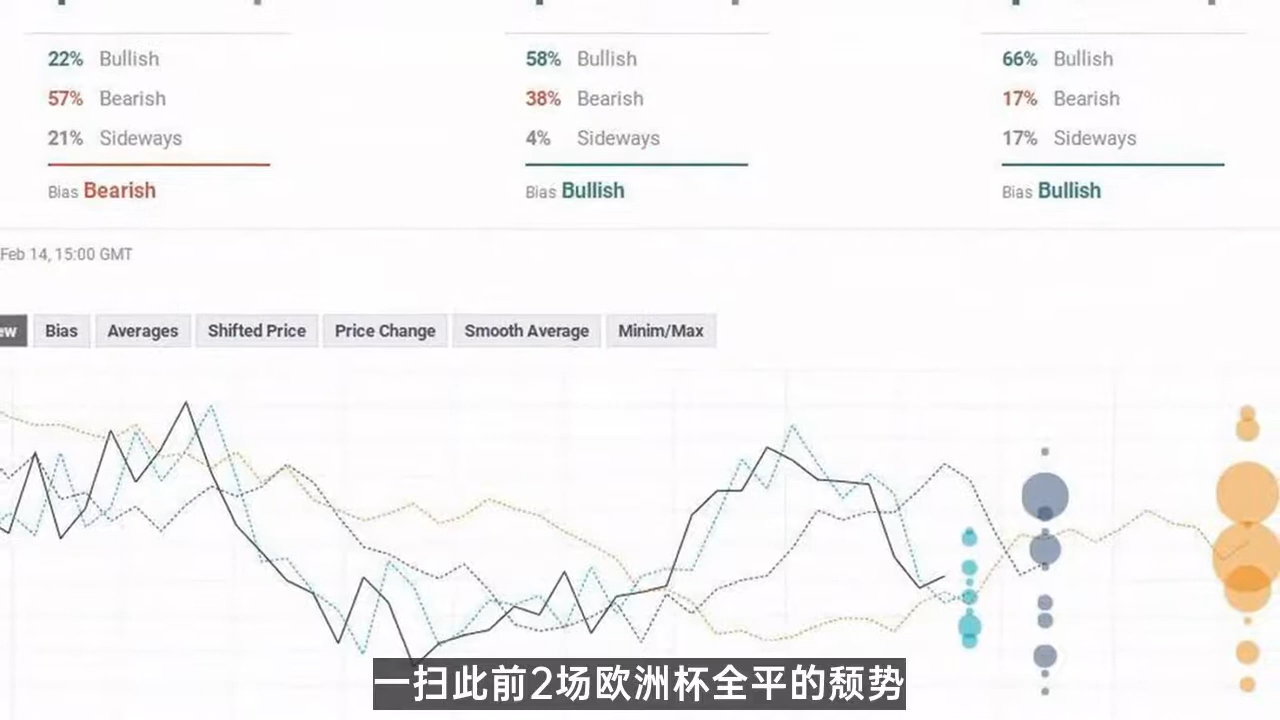 22% Bullish
57% Bearish
21% Sideways
Bias Bearish
58% Bullish
38% Bearish
4% Sideways
Bias Bullish
66% Bullish
17% Bearish
17% Sideways
Bias Bullish
Feb 14, 15:00 GMT
ew Bias Averages Shifted Price Price Change Smooth Average Minim/Max
一扫此前2场欧洲杯全平的颓势